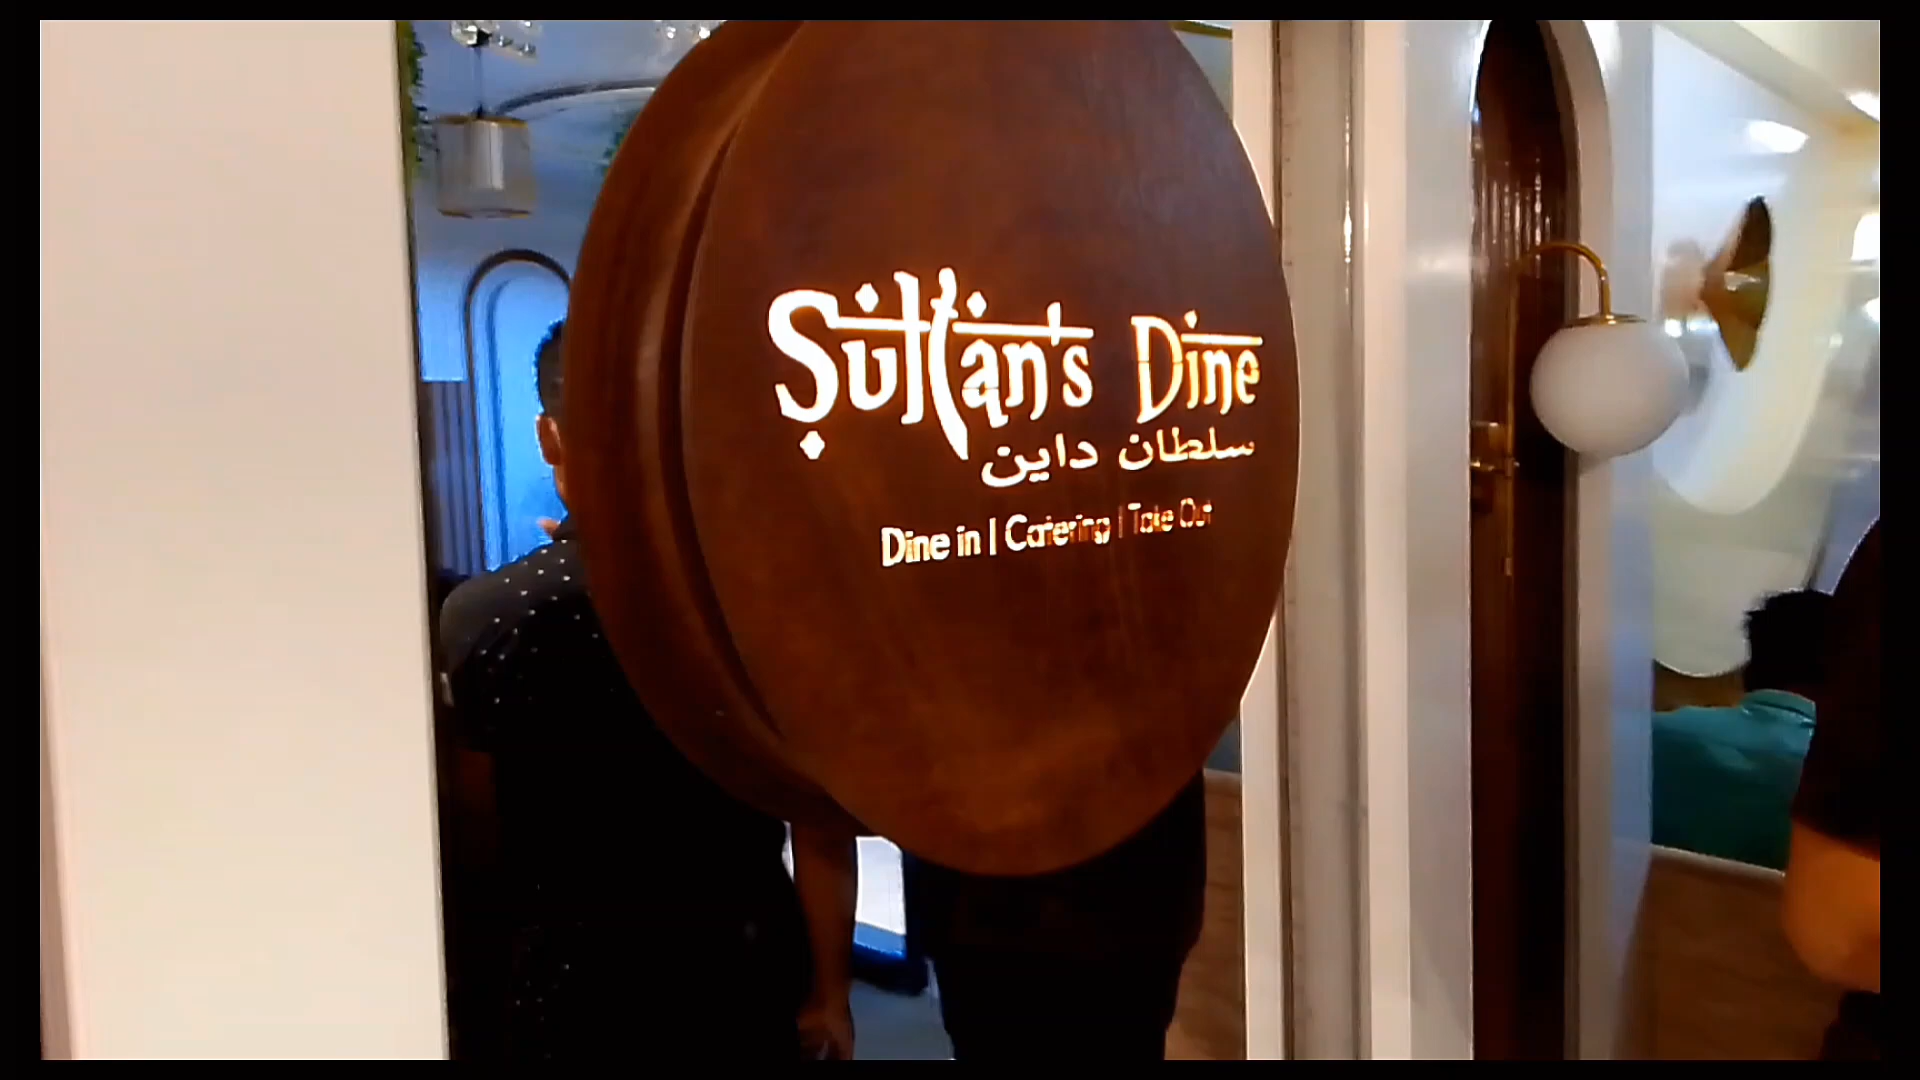 Sultan's Dine
سلطان داين
Dine in | Catering | Take Out